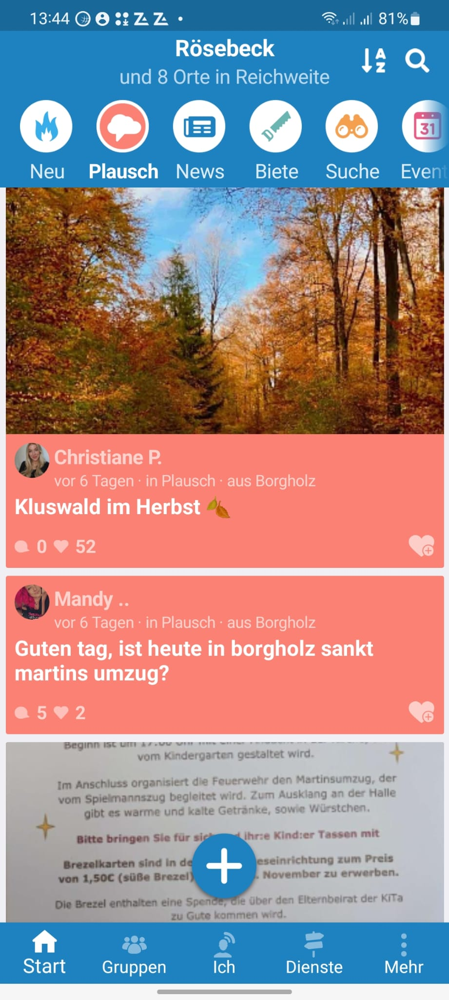 13:44
81%
Rösebeck
und 8 Orte in Reichweite
A
Z
31
Neu Plausch News Biete Suche Event
Christiane P.
vor 6 Tagen · in Plausch · aus Borgholz
Kluswald im Herbst 🍂
0 52
Mandy ..
vor 6 Tagen · in Plausch · aus Borgholz
Guten tag, ist heute in borgholz sankt
martins umzug?
5 2
Beginn ist um
vom Kindergarten gestaltet wird.
Im Anschluss organisiert die Feuerwehr den Martinsumzug, der
vom Spielmannszug begleitet wird. Zum Ausklang an der Halle
gibt es warme und kalte Getränke, sowie Würstchen.
Bitte bringen Sie für ihr:e Kind:er Tassen mit
Brezelkarten sind in eseinrichtung zum Preis
von 1,50€ (süße Brezel) . November zu erwerben.
Die Brezel enthalten eine Spende, die über den Elternbeirat der KiTa
zu Gute kommen wird.
Start Gruppen Ich Dienste Mehr